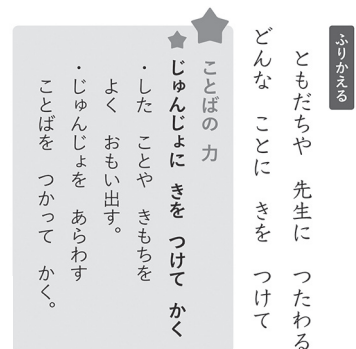 ふりかえる
ともだちや　先生に　つたわる
どんな　ことに　きを　つけて
ことばの　力
じゅんじょに　きを　つけて　かく
・した　ことや　きもちを
よく　おもい出す。
・じゅんじょを　あらわす
ことばを　つかって　かく。